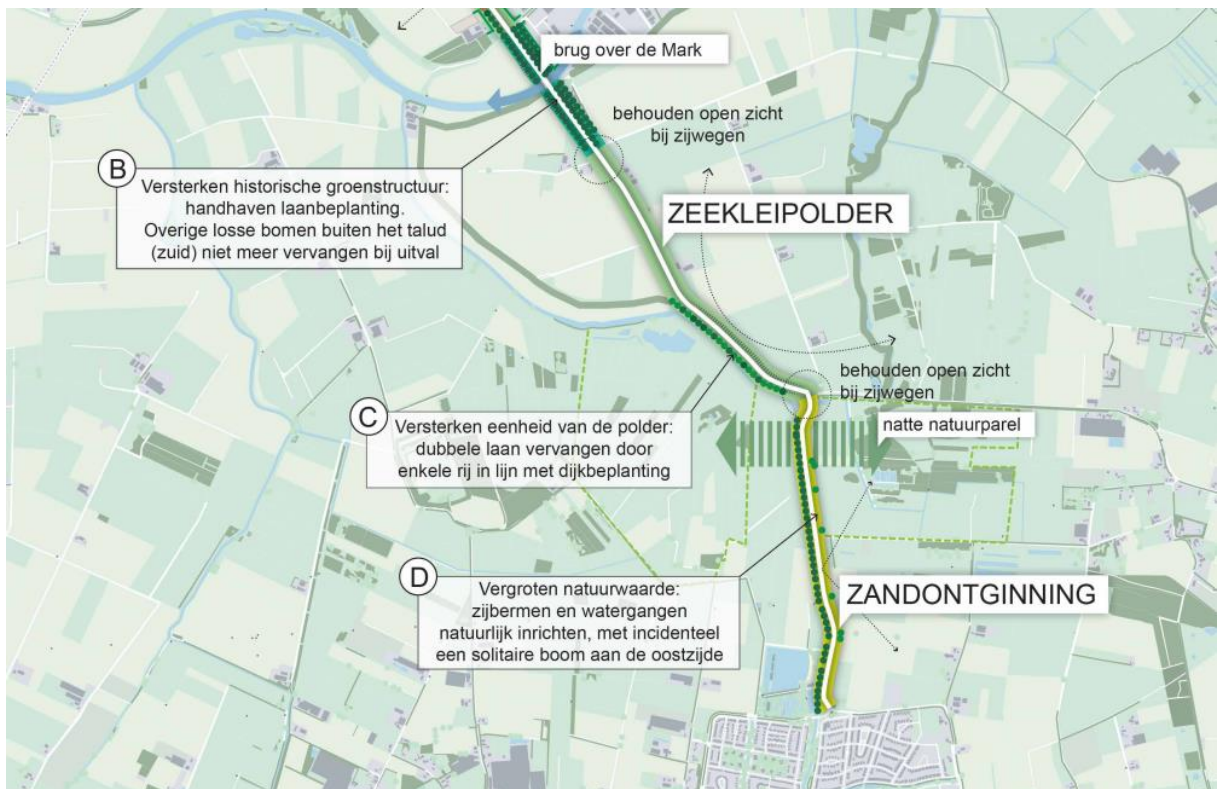 brug over de Mark
behouden open zicht
bij zijwegen
B
Versterken historische groenstructuur:
handhaven laanbeplanting.
Overige losse bomen buiten het talud
(zuid) niet meer vervangen bij uitval
ZEEKLEIPOLDER
behouden open zicht
bij zijwegen
C
Versterken eenheid van de polder:
dubbele laan vervangen door
enkele rij in lijn met dijkbeplanting
natte natuurparel
D
Vergroten natuurwaarde:
zijbermen en watergangen
natuurlijk inrichten, met incidenteel
een solitaire boom aan de oostzijde
ZANDONTGINNING